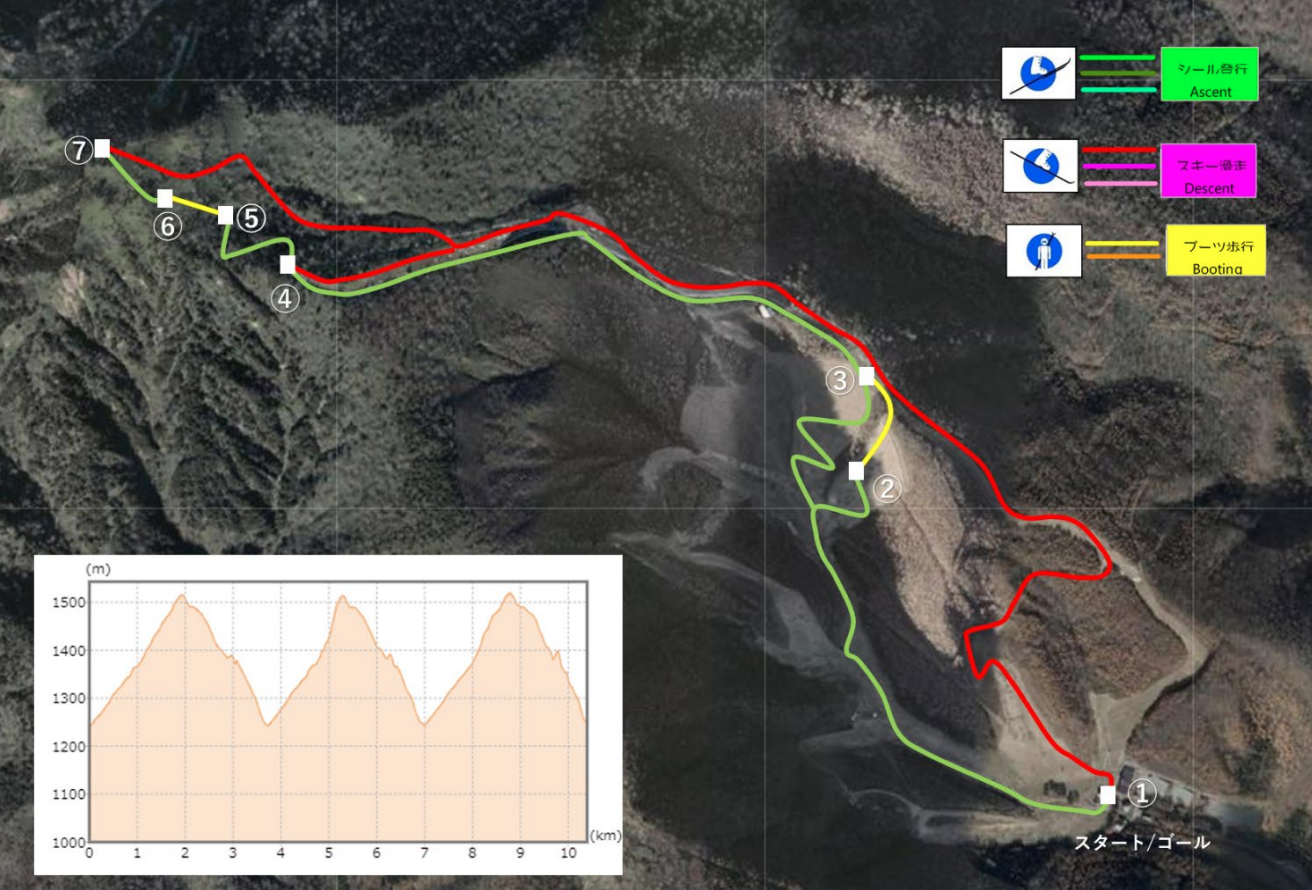 シール登行
Ascent
スキー滑走
Descent
ブーツ歩行
Booting
⑦
⑥
⑤
④
③
②
①
スタート/ゴール
(m)
1500
1400
1300
1200
1100
1000
0 1 2 3 4 5 6 7 8 9 10
(km)